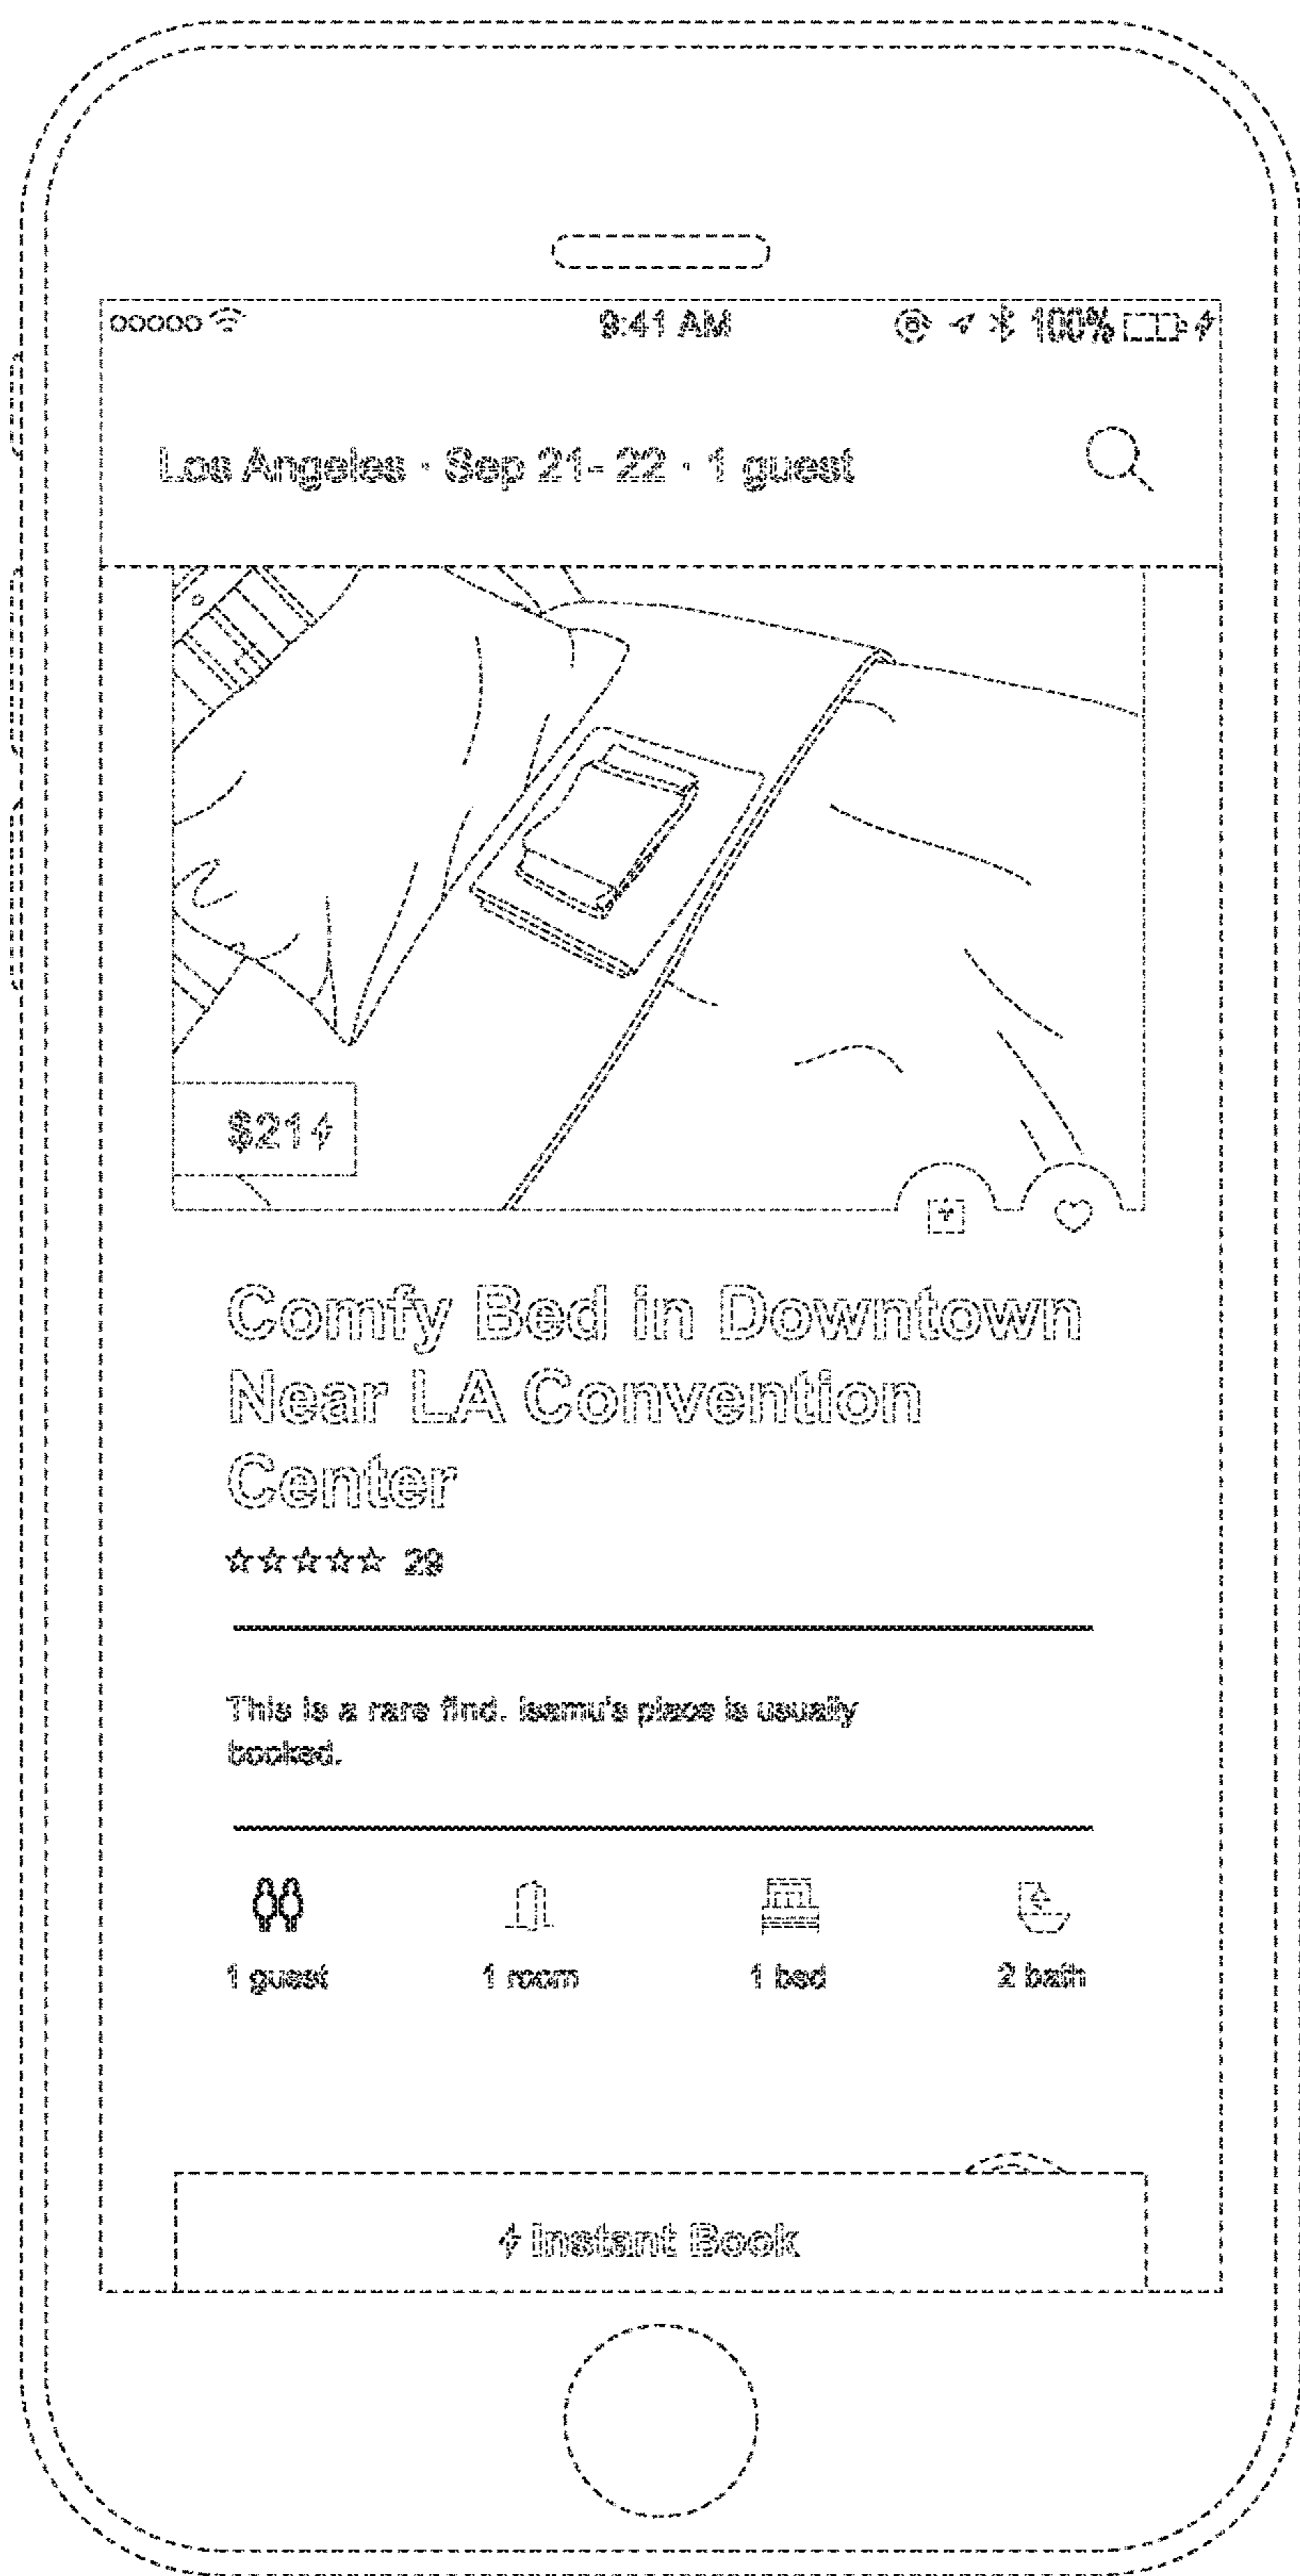 9:41 AM 100%
Los Angeles · Sep 21- 22 · 1 guest
$21
Comfy Bed in Downtown
Near LA Convention
Center
29
This is a rare find. Isamu's place is usually
booked.
1 guest 1 room 1 bed 2 bath
Instant Book